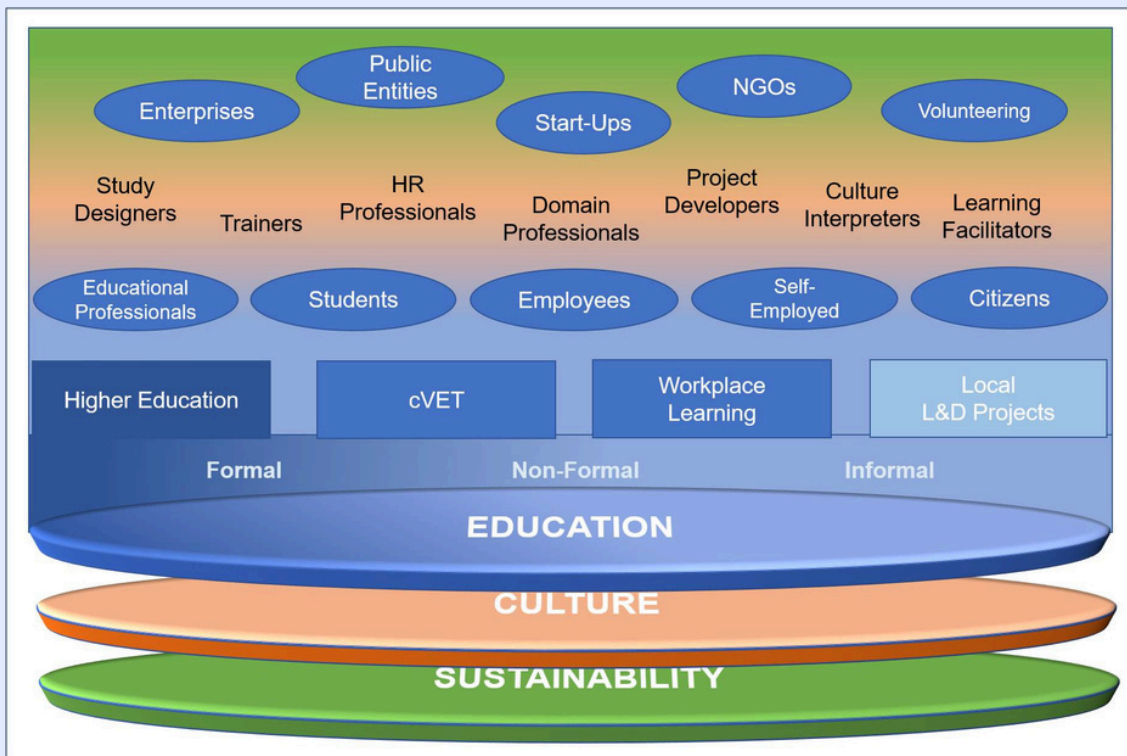 Public
Entities
NGOs
Enterprises
Start-Ups
Volunteering
Study
Designers
Trainers
HR
Professionals
Domain
Professionals
Project
Developers
Culture
Interpreters
Learning
Facilitators
Educational
Professionals
Students
Employees
Self-
Employed
Citizens
Higher Education
cVET
Workplace
Learning
Local
L&D Projects
Formal
Non-Formal
Informal
EDUCATION
CULTURE
SUSTAINABILITY